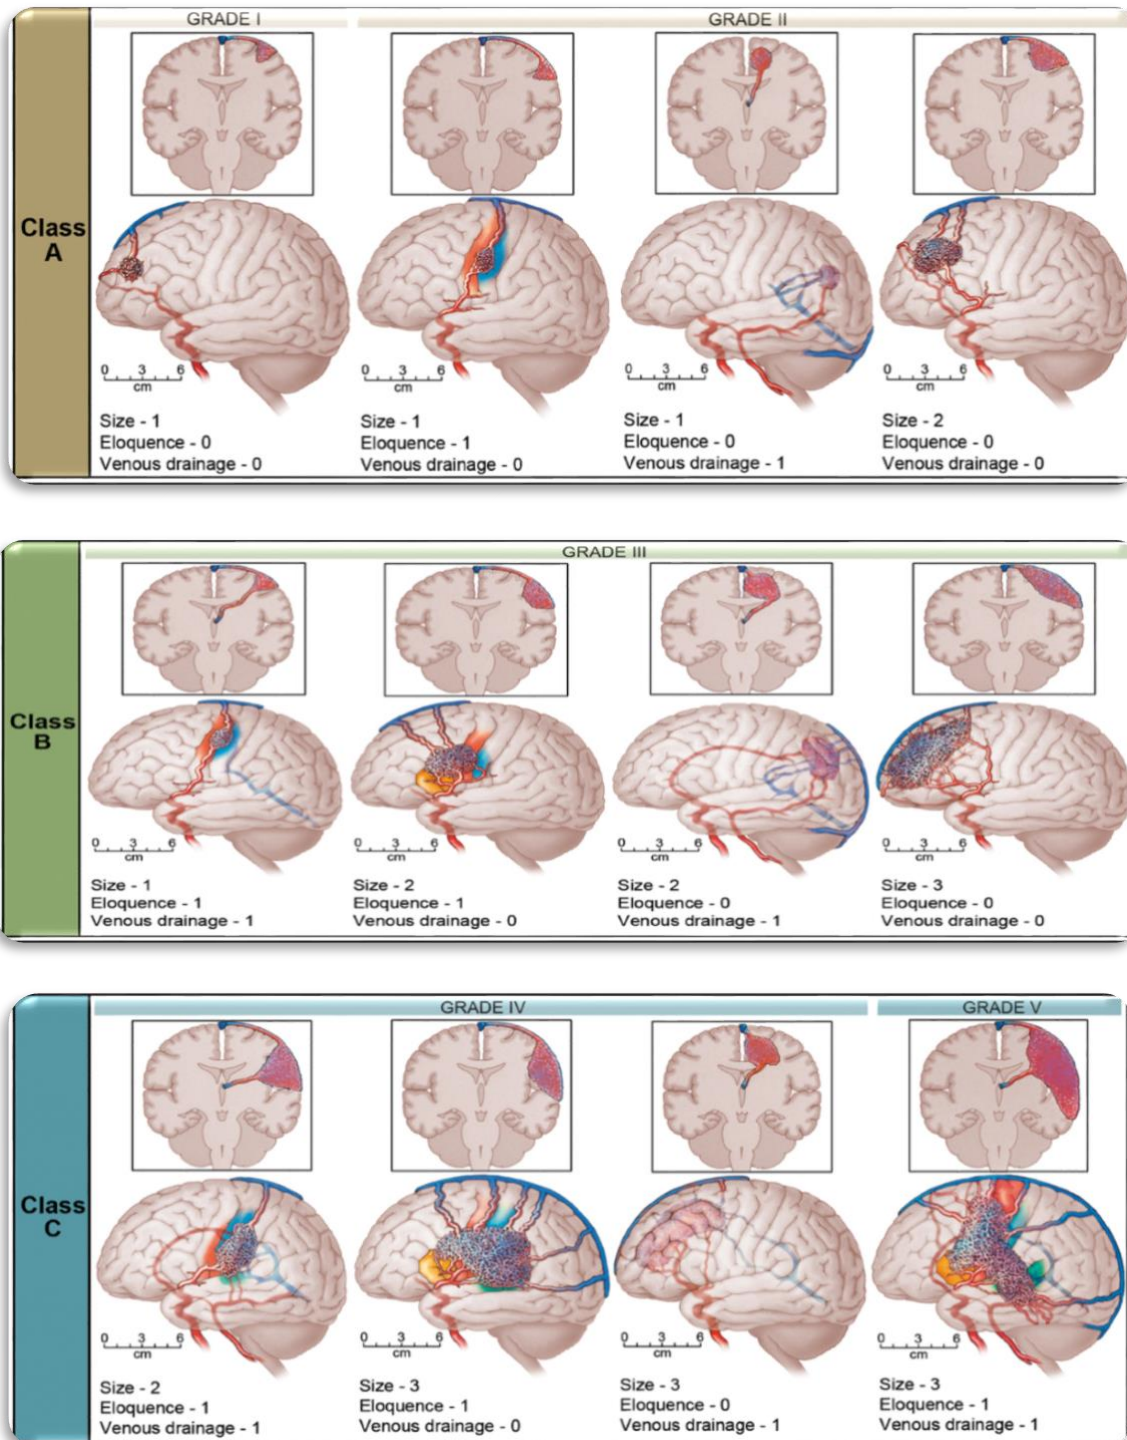 GRADE I
GRADE II
Class
A
0 3 6
cm
0 3 6
cm
0 3 6
cm
0 3 6
cm
Size - 1
Eloquence - 0
Venous drainage - 0
Size - 1
Eloquence - 1
Venous drainage - 0
Size - 1
Eloquence - 0
Venous drainage - 1
Size - 2
Eloquence - 0
Venous drainage - 0
GRADE III
Class
B
0 3 6
cm
0 3 6
cm
0 3 6
cm
0 3 6
cm
Size - 1
Eloquence - 1
Venous drainage - 1
Size - 2
Eloquence - 1
Venous drainage - 0
Size - 2
Eloquence - 0
Venous drainage - 1
Size - 3
Eloquence - 0
Venous drainage - 0
GRADE IV
GRADE V
Class
C
0 3 6
cm
0 3 6
cm
0 3 6
cm
0 3 6
cm
Size - 2
Eloquence - 1
Venous drainage - 1
Size - 3
Eloquence - 1
Venous drainage - 0
Size - 3
Eloquence - 0
Venous drainage - 1
Size - 3
Eloquence - 1
Venous drainage - 1